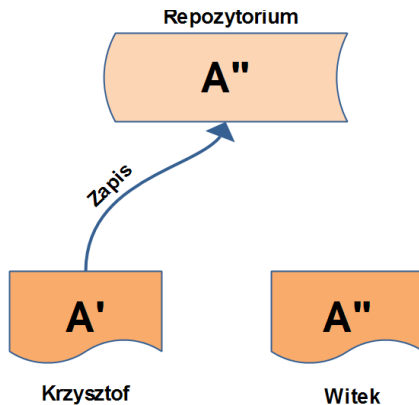 Repozytorium
A"
Zapis
A'
A"
Krzysztof
Witek